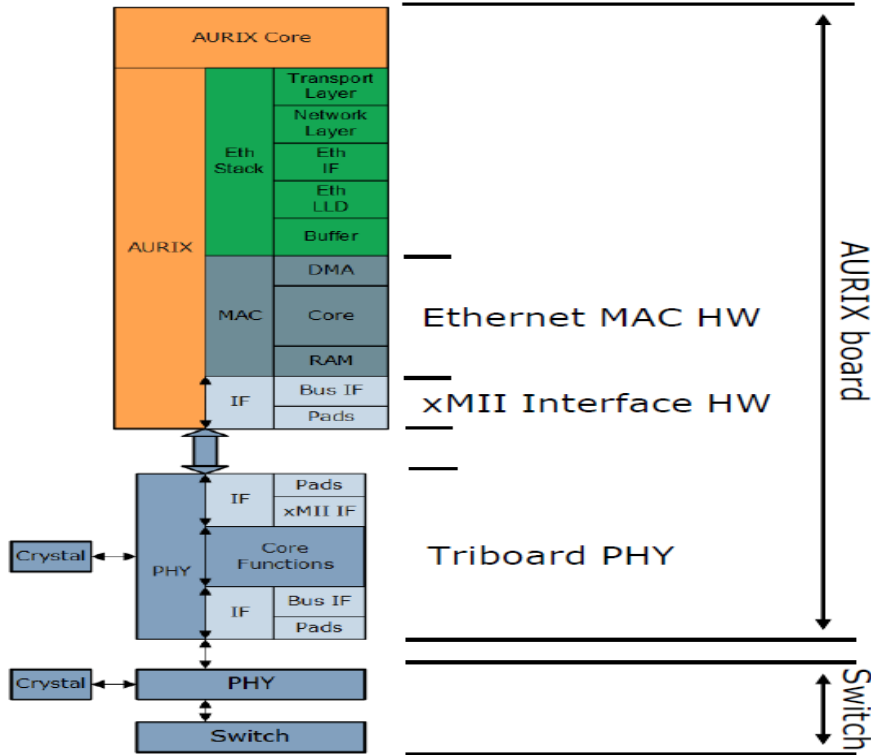 AURIX Core
Transport
Layer
Network
Layer
Eth
Stack
Eth
IF
Eth
LLD
Buffer
AURIX
DMA
MAC
Core
RAM
Ethernet MAC HW
IF
Bus IF
Pads
xMII Interface HW
AURIX board
Pads
IF
xMII IF
Crystal
PHY
Core
Functions
Triboard PHY
IF
Bus IF
Pads
Crystal
PHY
Switch
Switch